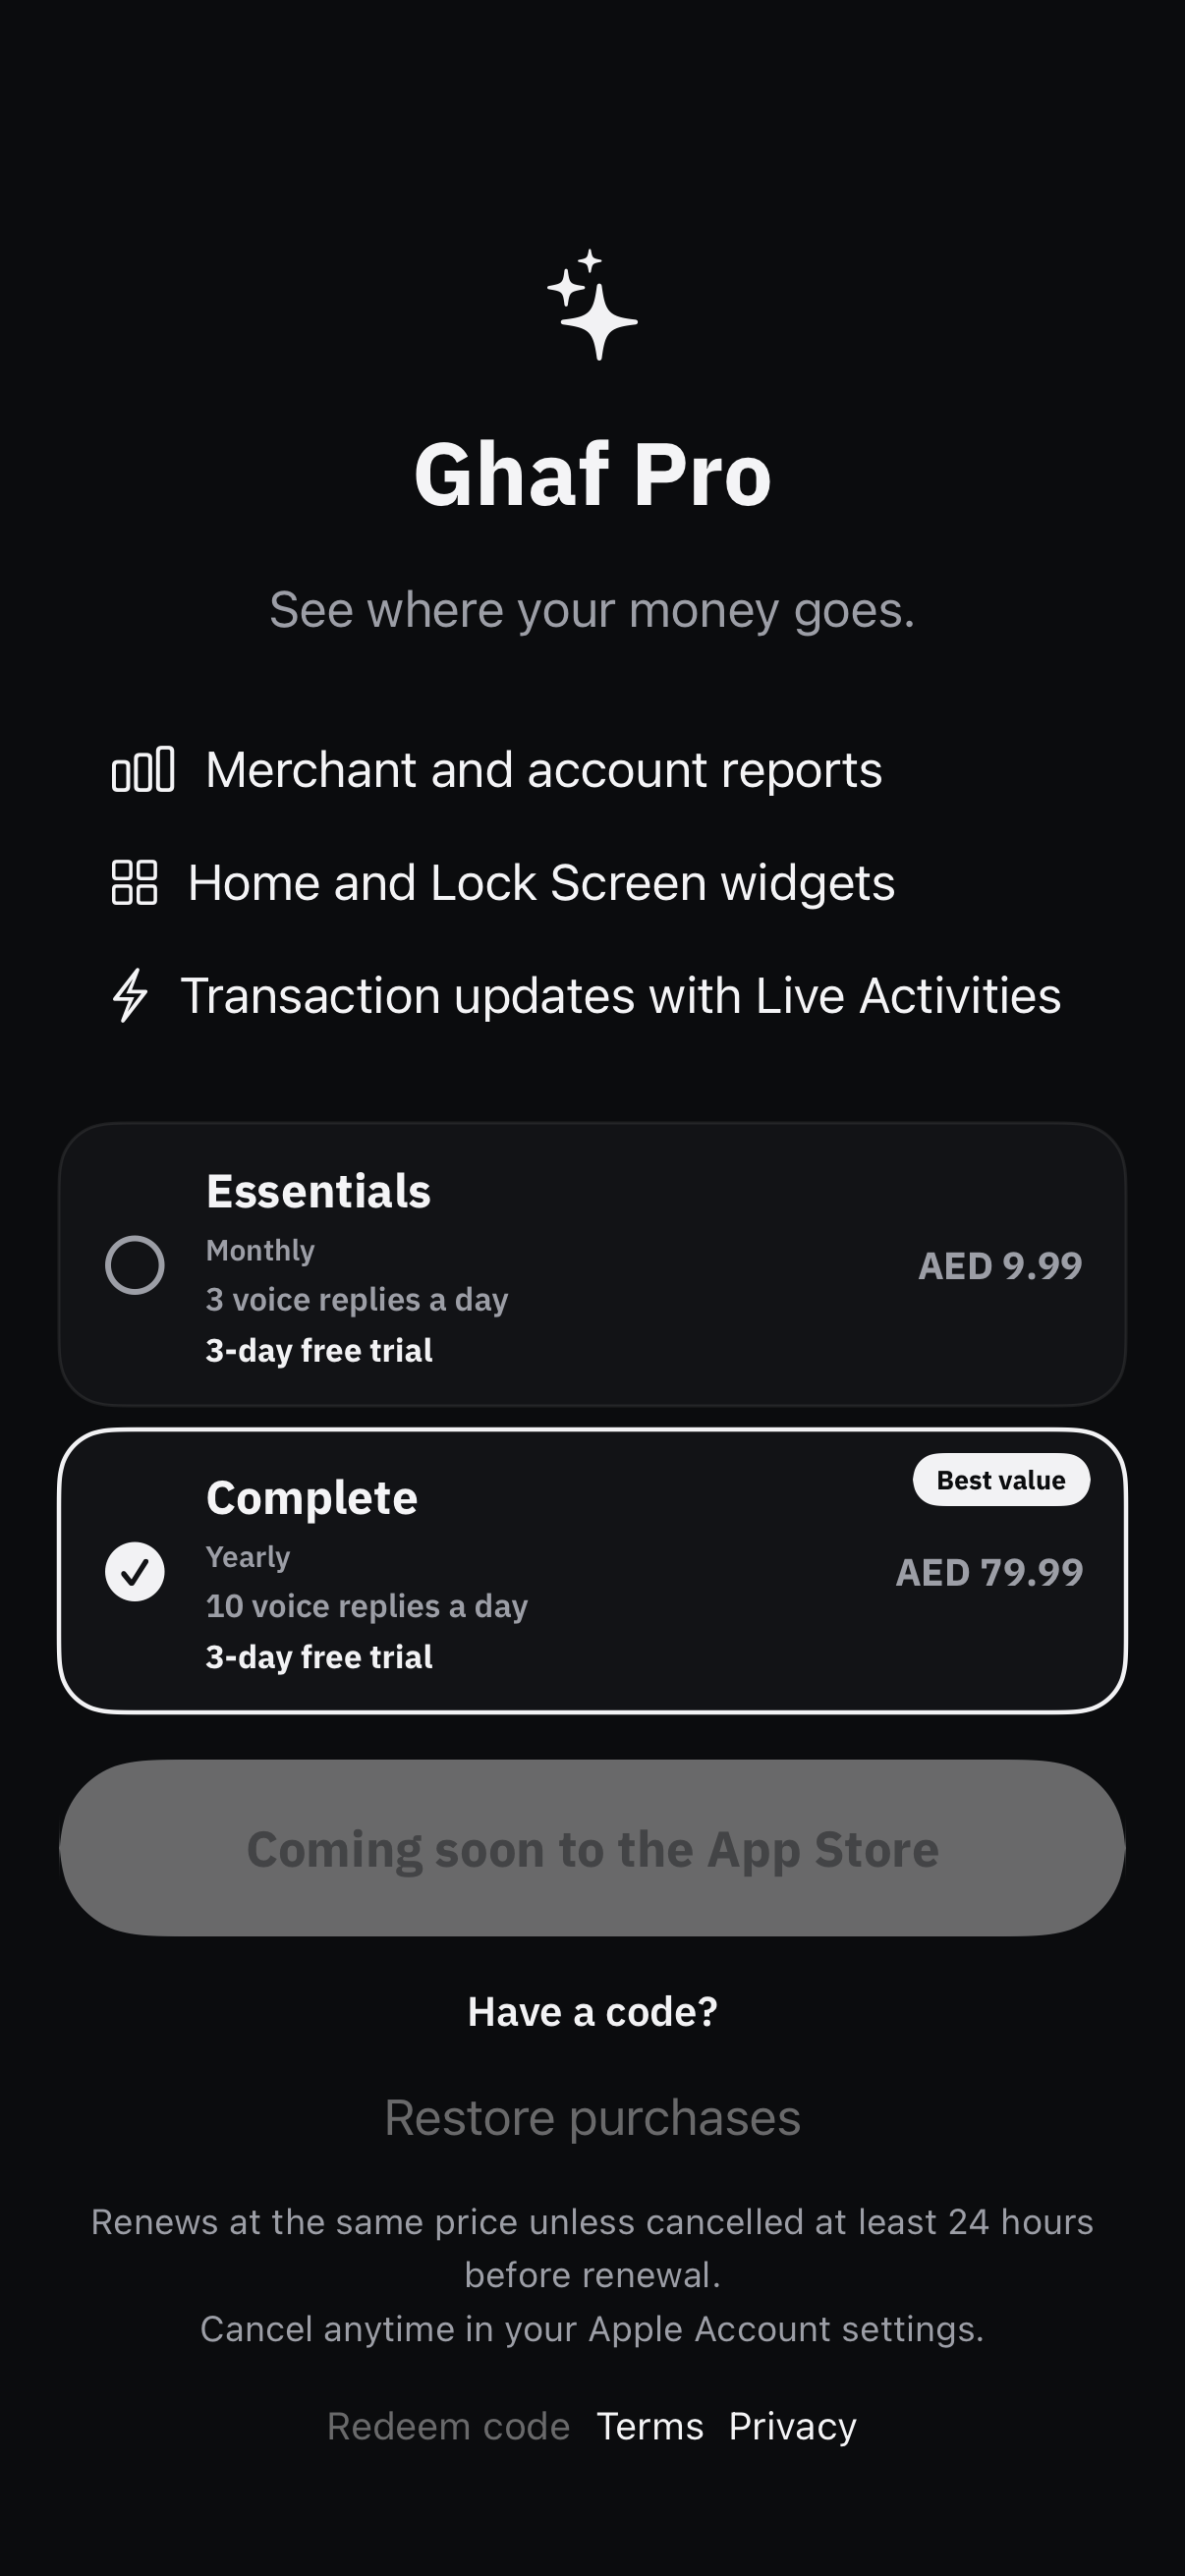 Ghaf Pro
See where your money goes.
Merchant and account reports
Home and Lock Screen widgets
Transaction updates with Live Activities
Essentials
Monthly
3 voice replies a day
3-day free trial
AED 9.99
Best value
Complete
Yearly
10 voice replies a day
3-day free trial
AED 79.99
Coming soon to the App Store
Have a code?
Restore purchases
Renews at the same price unless cancelled at least 24 hours
before renewal.
Cancel anytime in your Apple Account settings.
Redeem code Terms Privacy